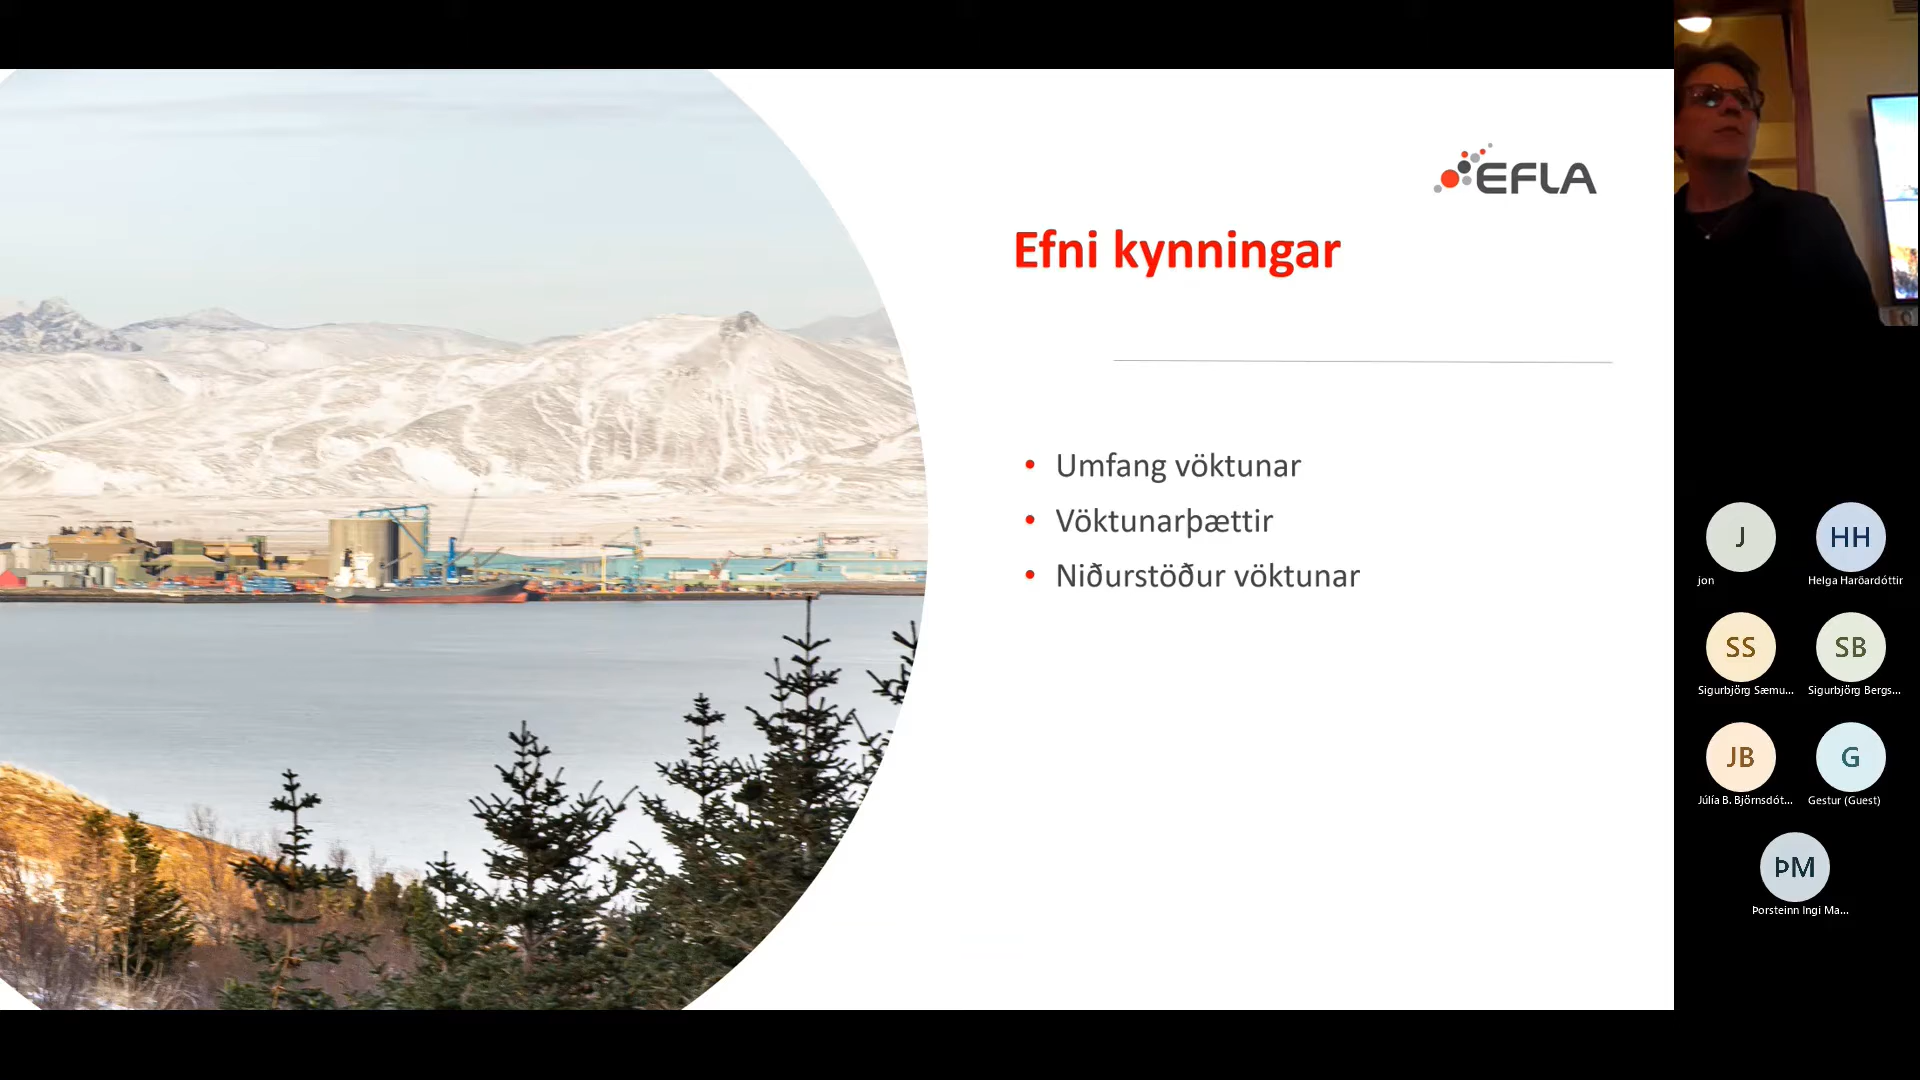 EFLA
Efni kynningar
• Umfang vöktunar
• Vöktunarþættir
• Niðurstöður vöktunar
J
jon
HH
Helga Harðardóttir
SS
Sigurbjörg Sæmu...
SB
Sigurbjörg Bergs...
JB
Júlía B. Björnsdót...
G
Gestur (Guest)
ÞM
Þorsteinn Ingi Ma...